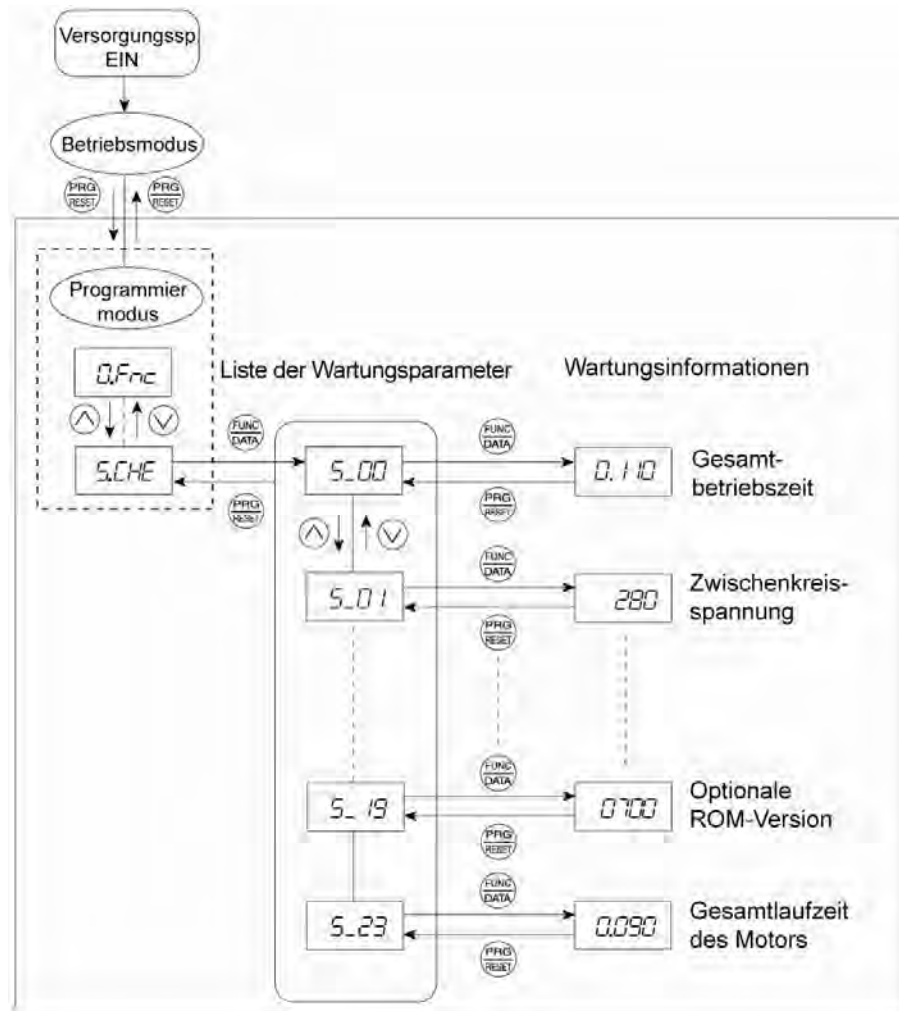 Versorgungssp.
EIN
Betriebsmodus
PRG
RESET
PRG
RESET
Programmier
modus
0.Fnc
Liste der Wartungsparameter
Wartungsinformationen
5.CHE
FUNC
DATA
PRG
RESET
5_00
FUNC
DATA
PRG
RESET
0.110
Gesamt-
betriebszeit
5_01
FUNC
DATA
PRG
RESET
280
Zwischenkreis-
spannung
5_19
FUNC
DATA
PRG
RESET
0700
Optionale
ROM-Version
5_23
FUNC
DATA
PRG
RESET
0.090
Gesamtlaufzeit
des Motors